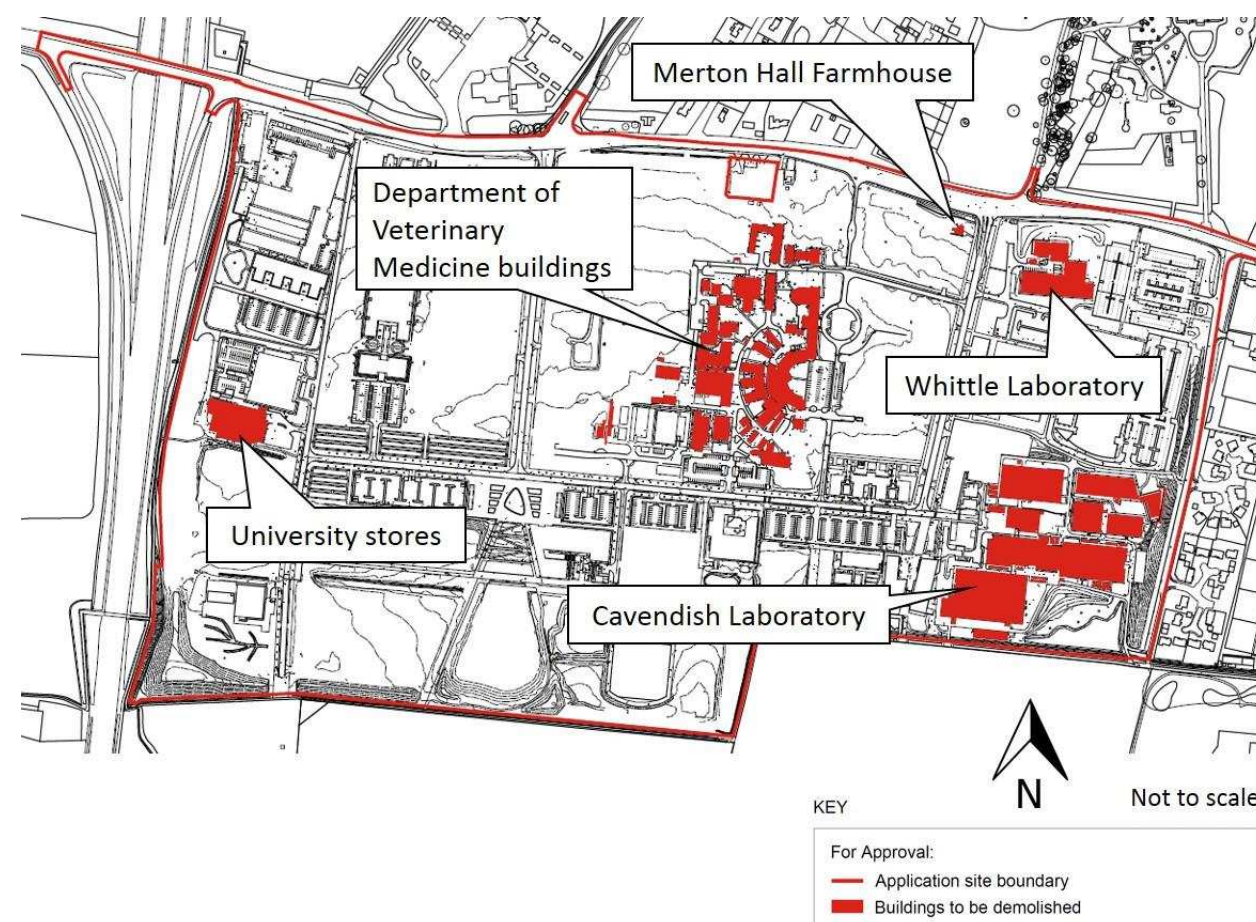 Merton Hall Farmhouse
Department of
Veterinary
Medicine buildings
Whittle Laboratory
University stores
Cavendish Laboratory
N
Not to scale
KEY
For Approval:
Application site boundary
Buildings to be demolished